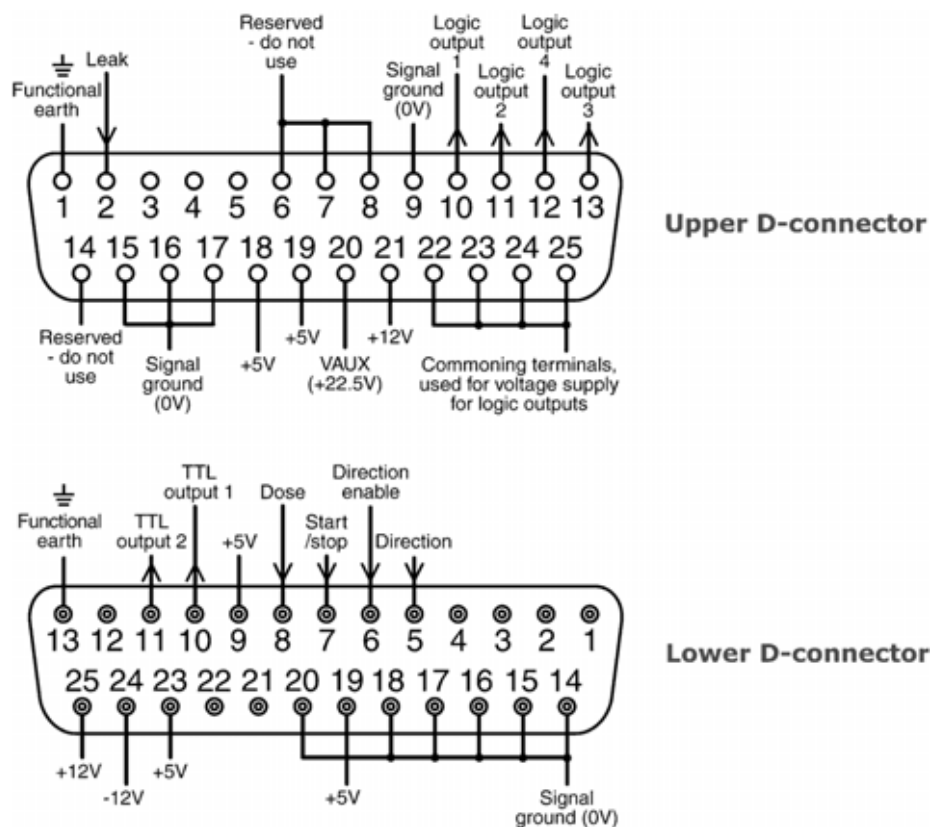 Functional
earth
Leak
Reserved
- do not
use
Signal
ground
(0V)
Logic
output
1
Logic
output
2
Logic
output
4
Logic
output
3
1 2 3 4 5 6 7 8 9 10 11 12 13
14 15 16 17 18 19 20 21 22 23 24 25
Upper D-connector
Reserved
- do not
use
Signal
ground
(0V)
+5V
+5V
VAUX
(+22.5V)
+12V
Commoning terminals,
used for voltage supply
for logic outputs
Functional
earth
TTL
output 2
TTL
output 1
+5V
Dose
Start
/stop
Direction
enable
Direction
13 12 11 10 9 8 7 6 5 4 3 2 1
25 24 23 22 21 20 19 18 17 16 15 14
Lower D-connector
+12V
-12V
+5V
+5V
Signal
ground (0V)